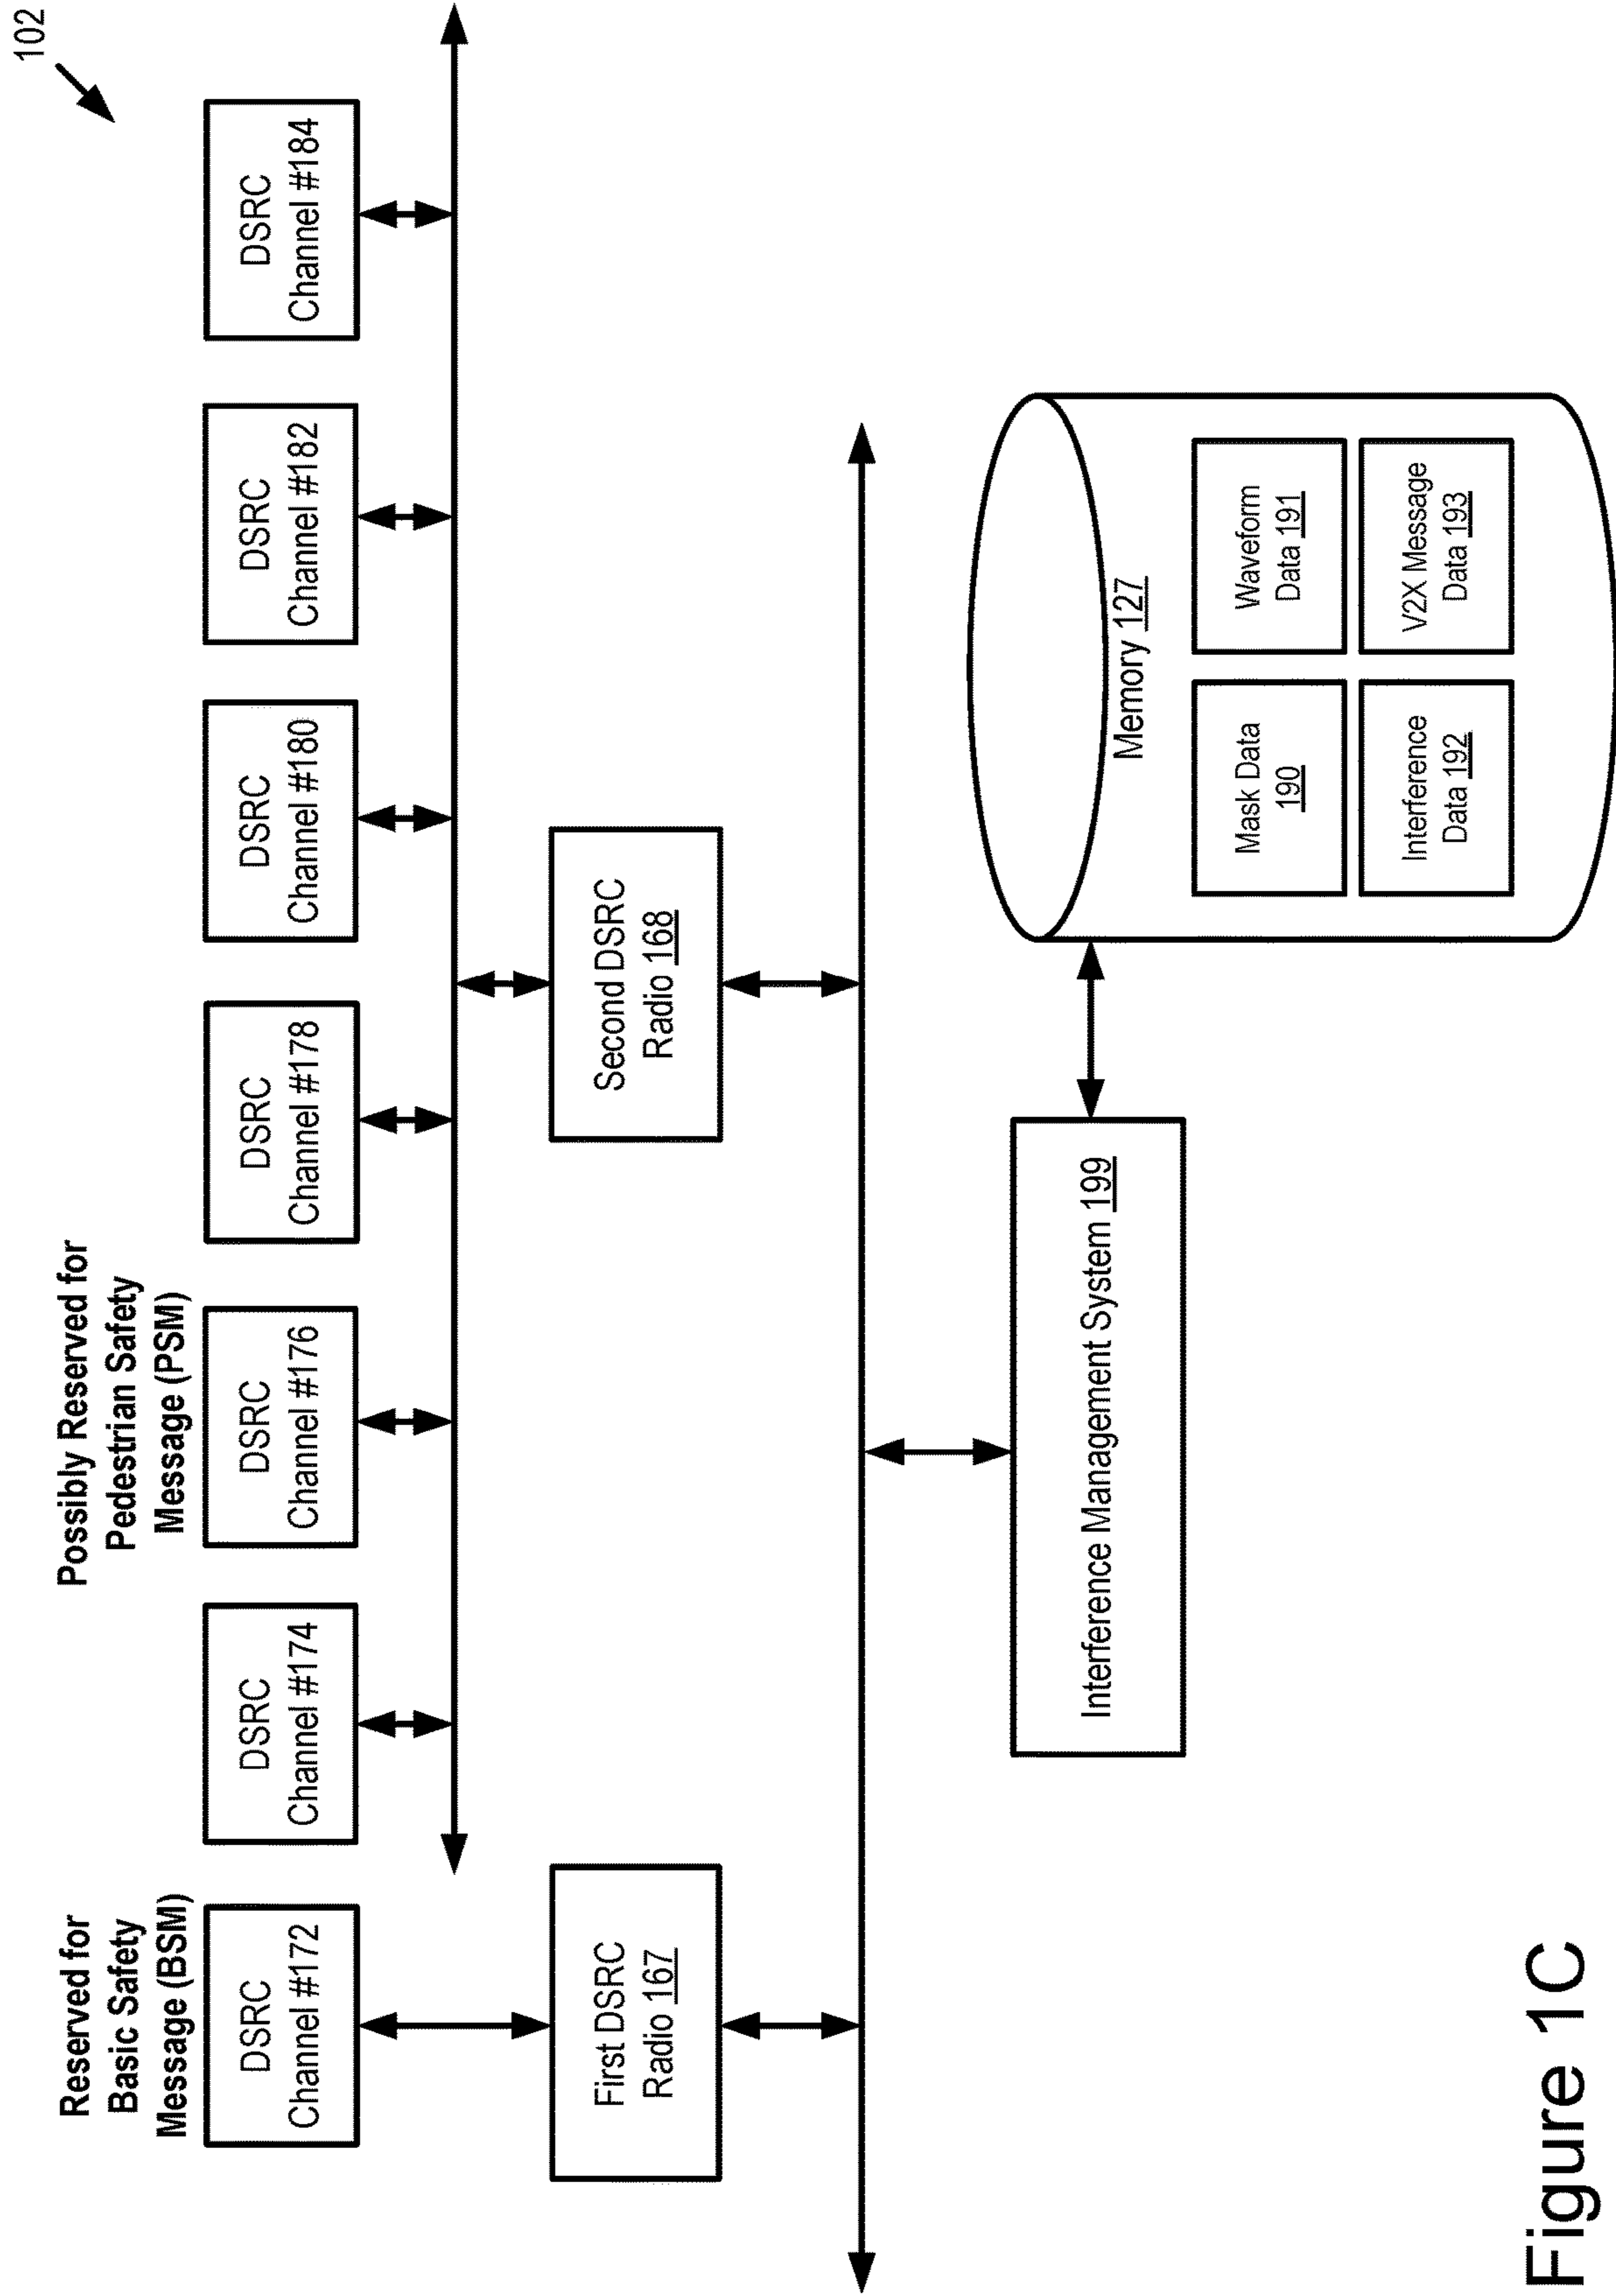 102
Reserved for
Basic Safety
Message (BSM)
Possibly Reserved for
Pedestrian Safety
Message (PSM)
DSRC
Channel #172
DSRC
Channel #174
DSRC
Channel #176
DSRC
Channel #178
DSRC
Channel #180
DSRC
Channel #182
DSRC
Channel #184
First DSRC
Radio 167
Second DSRC
Radio 168
Interference Management System 199
Memory 127
Mask Data
190
Waveform
Data 191
Interference
Data 192
V2X Message
Data 193
Figure 1C